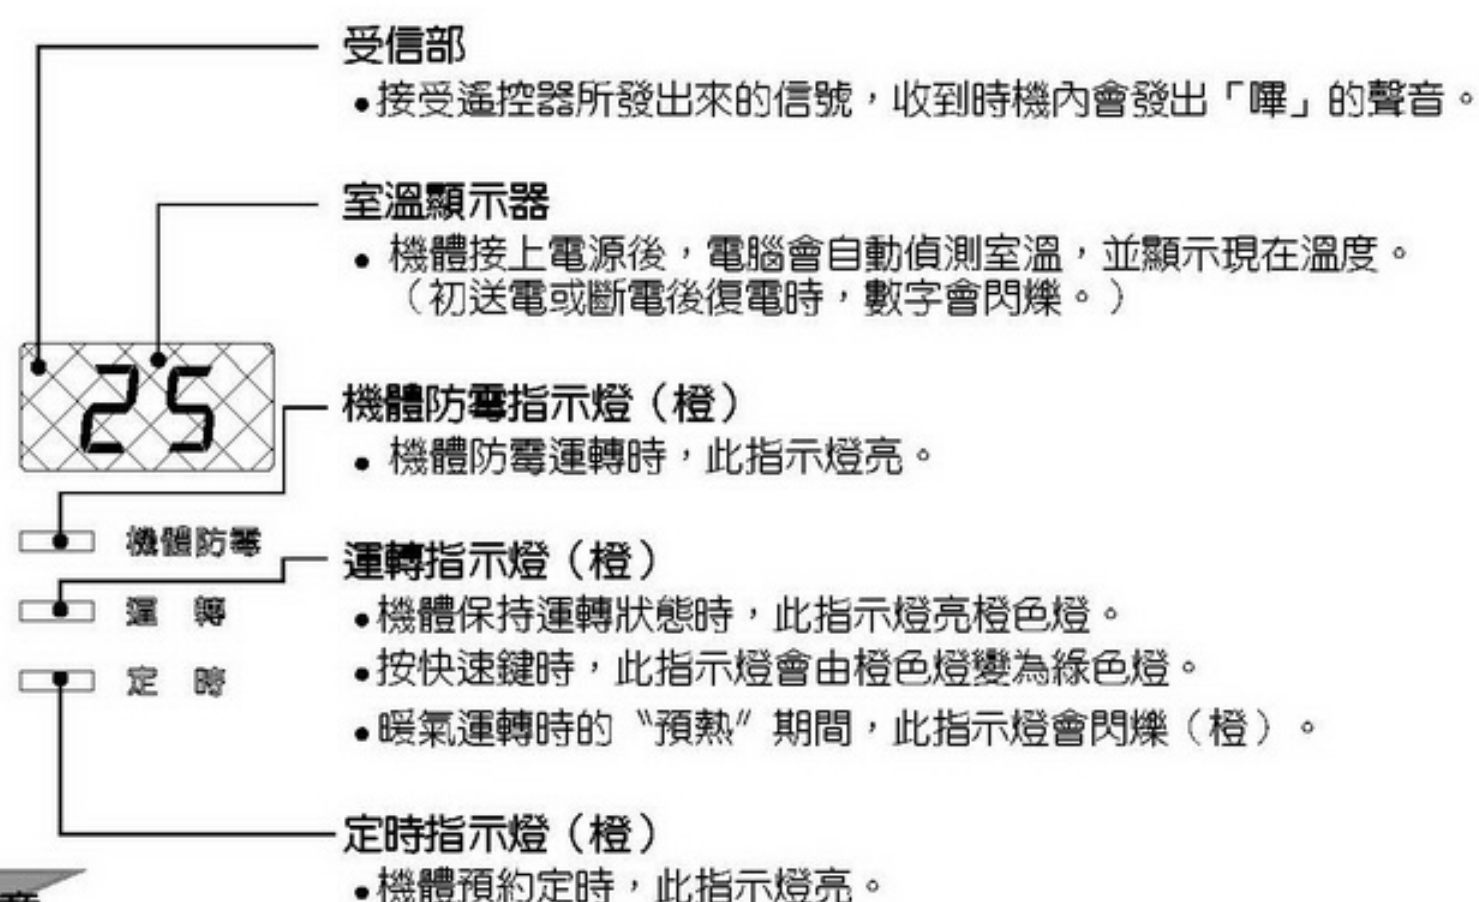 受信部
•接受遙控器所發出來的信號，收到時機內會發出「嗶」的聲音。
室溫顯示器
• 機體接上電源後，電腦會自動偵測室溫，並顯示現在溫度。
（初送電或斷電後復電時，數字會閃爍。）
25
機體防霉指示燈（橙）
• 機體防霉運轉時，此指示燈亮。
機體防霉
運轉指示燈（橙）
運 轉
•機體保持運轉狀態時，此指示燈亮橙色燈。
•按快速鍵時，此指示燈會由橙色燈變為綠色燈。
定 時
•暖氣運轉時的〝預熱〞期間，此指示燈會閃爍（橙）。
定時指示燈（橙）
•機體預約定時，此指示燈亮。